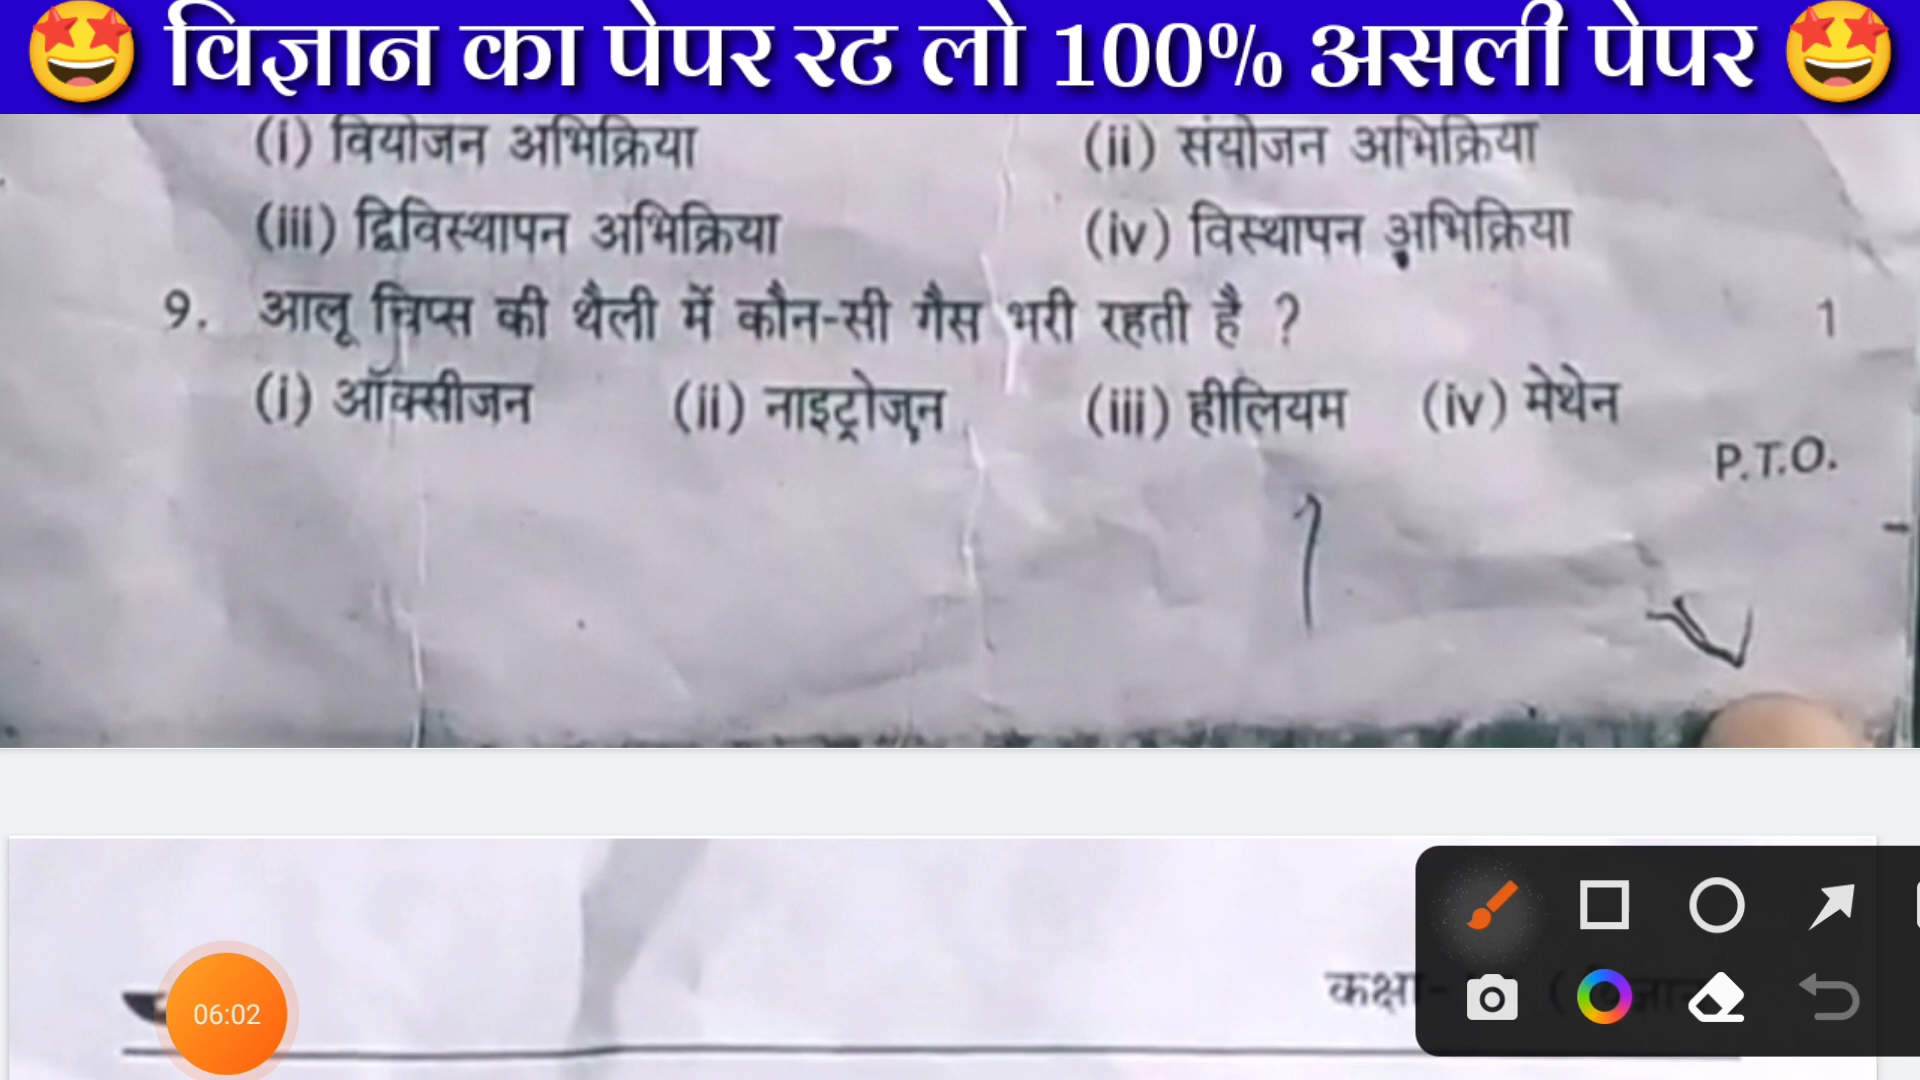 विज्ञान का पेपर रट लो 100% असली पेपर
(i) वियोजन अभिक्रिया (ii) संयोजन अभिक्रिया
(iii) द्विविस्थापन अभिक्रिया (iv) विस्थापन अभिक्रिया
9. आलू चिप्स की थैली में कौन-सी गैस भरी रहती है ? 1
(i) ऑक्सीजन (ii) नाइट्रोजन (iii) हीलियम (iv) मेथेन
P.T.O.
कक्षा-
06:02